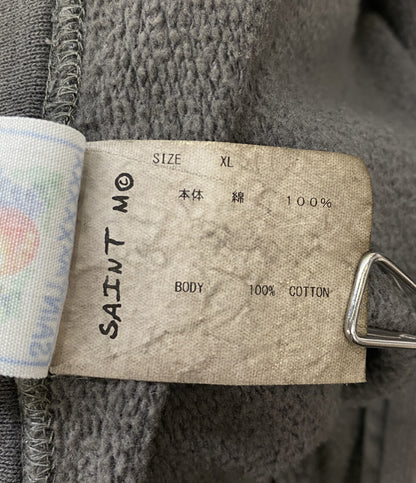 SIZE XL
本体 綿 100%
BODY 100% COTTON
SAINT M©